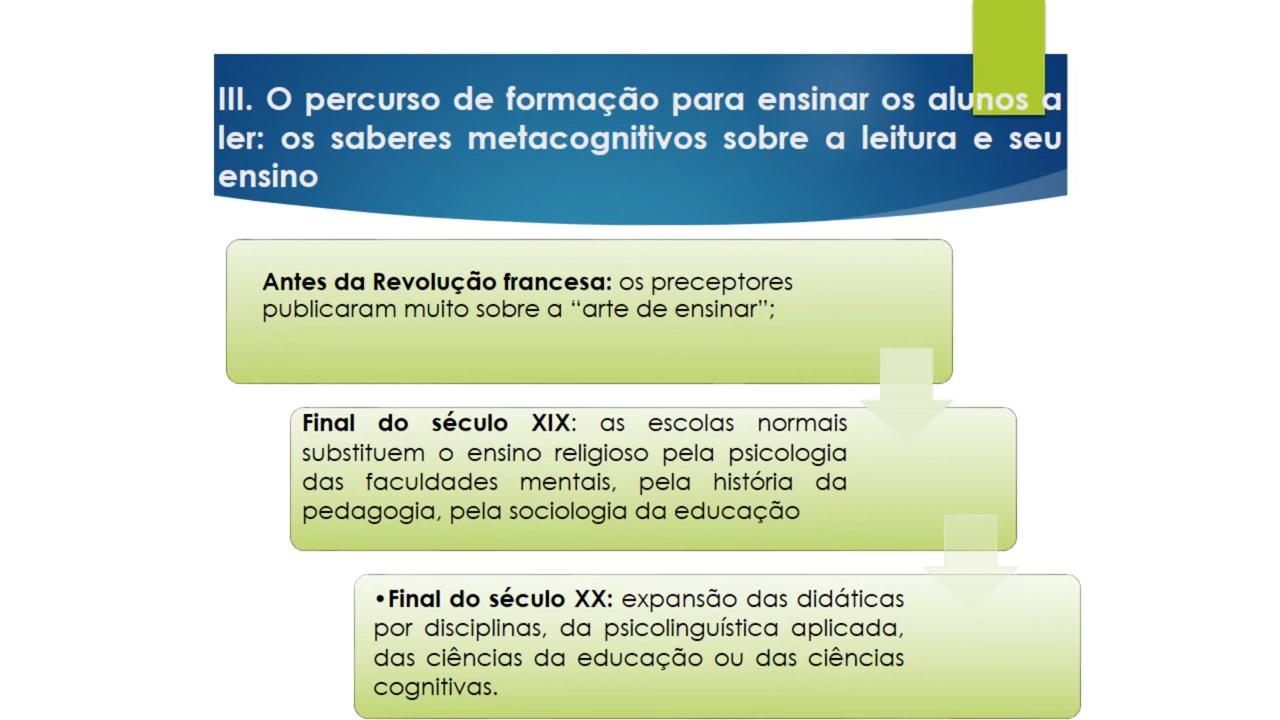 III. O percurso de formação para ensinar os alunos a
ler: os saberes metacognitivos sobre a leitura e seu
ensino
Antes da Revolução francesa: os preceptores
publicaram muito sobre a “arte de ensinar”;
Final do século XIX: as escolas normais
substituem o ensino religioso pela psicologia
das faculdades mentais, pela história da
pedagogia, pela sociologia da educação
•Final do século XX: expansão das didáticas
por disciplinas, da psicolinguística aplicada,
das ciências da educação ou das ciências
cognitivas.